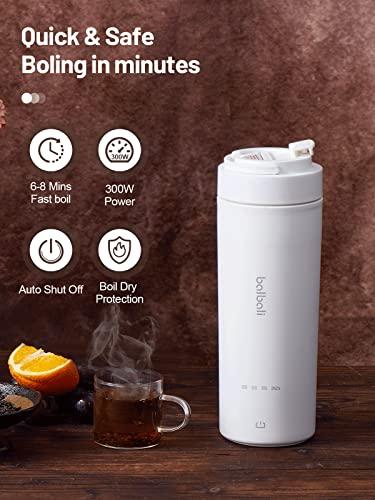 Quick & Safe
Boling in minutes
300W
6-8 Mins
Fast boil
300W
Power
Auto Shut Off
Boil Dry
Protection
balbali